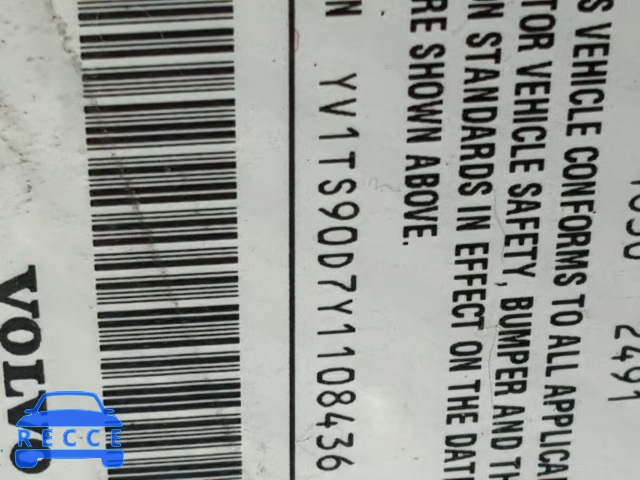 S VEHICLE CONFORMS TO ALL APPLICA
TOR VEHICLE SAFETY, BUMPER AND TH
ON STANDARDS IN EFFECT ON THE DAT
RE SHOWN ABOVE.
N YV1TS90D7Y1108436
VOLVO
2491
RECCE